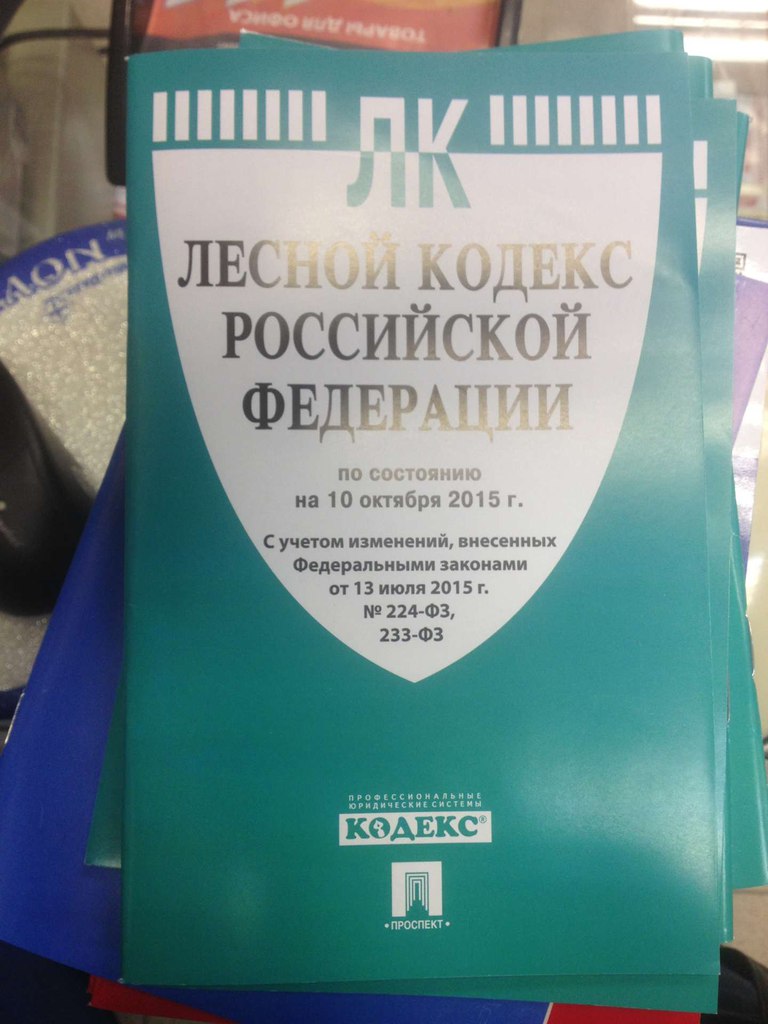 ТОВАРЫ ДЛЯ ОФИСА
ЛК
ЛЕСНОЙ КОДЕКС
РОССИЙСКОЙ
ФЕДЕРАЦИИ
по состоянию
на 10 октября 2015 г.
С учетом изменений, внесенных
Федеральными законами
от 13 июля 2015 г.
№ 224-ФЗ,
233-ФЗ
ПРОФЕССИОНАЛЬНЫЕ
ЮРИДИЧЕСКИЕ СИСТЕМЫ
КОДЕКС®
•ПРОСПЕКТ•